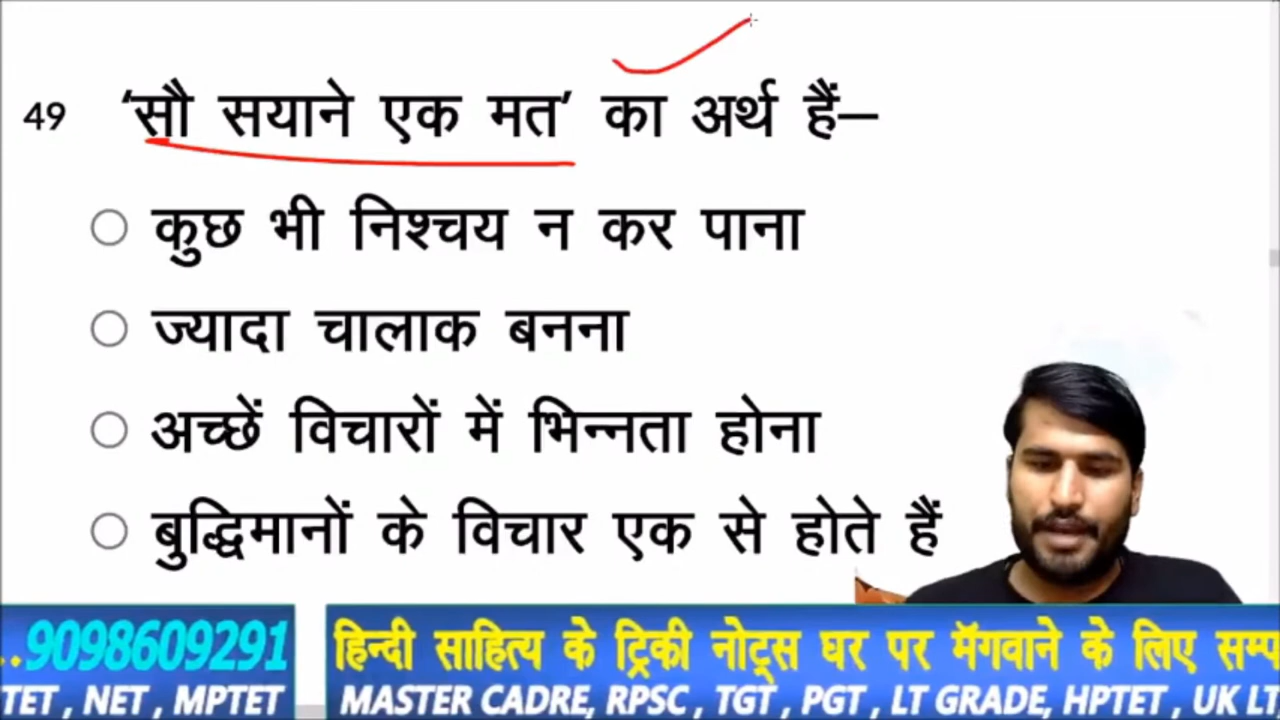 49 ‘सौ सयाने एक मत’ का अर्थ हैं–
कुछ भी निश्चय न कर पाना
ज्यादा चालाक बनना
अच्छें विचारों में भिन्नता होना
बुद्धिमानों के विचार एक से होते हैं
..9098609291 हिन्दी साहित्य के ट्रिकी नोट्स घर पर मॅगवाने के लिए सम्प
TET , NET , MPTET MASTER CADRE, RPSC , TGT , PGT , LT GRADE, HPTET , UK LT